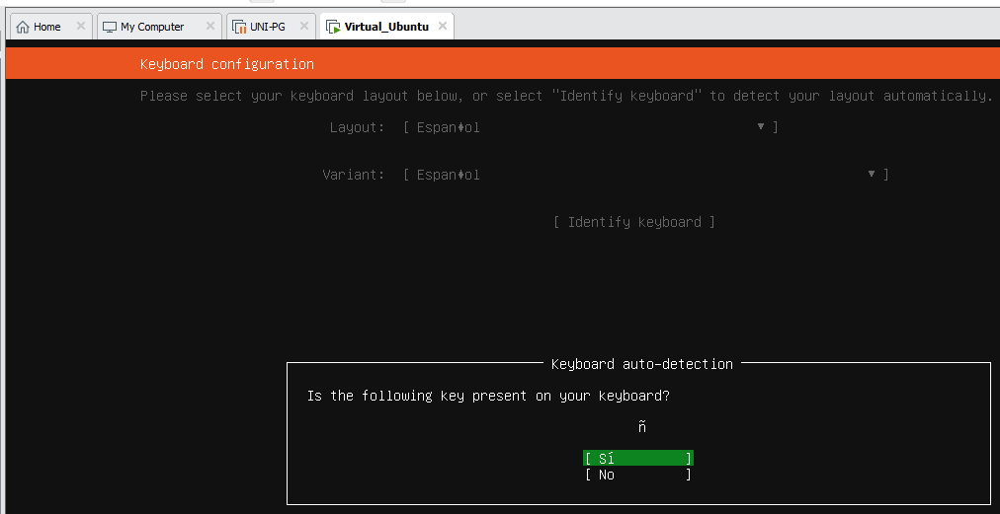 Home My Computer UNI-PG Virtual_Ubuntu
Keyboard configuration
Please select your keyboard layout below, or select "Identify keyboard" to detect your layout automatically.
Layout: [ Espan♦ol ▼ ]
Variant: [ Espan♦ol ▼ ]
[ Identify keyboard ]
Keyboard auto-detection
Is the following key present on your keyboard?
ñ
[ Sí ]
[ No ]